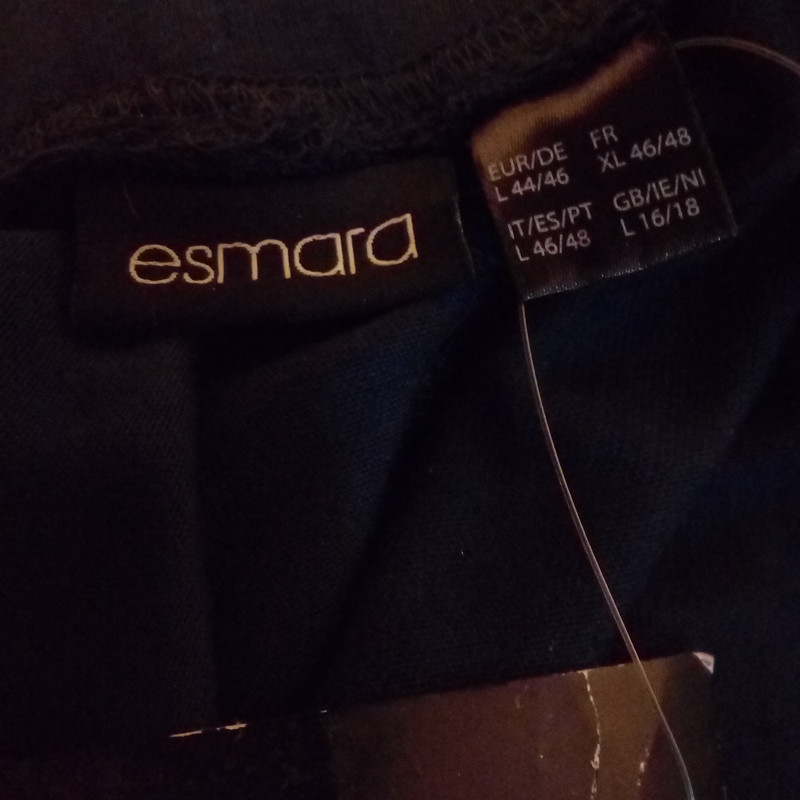 esmara
EUR/DE FR
L 44/46 XL 46/48
IT/ES/PT GB/IE/NI
L 46/48 L 16/18